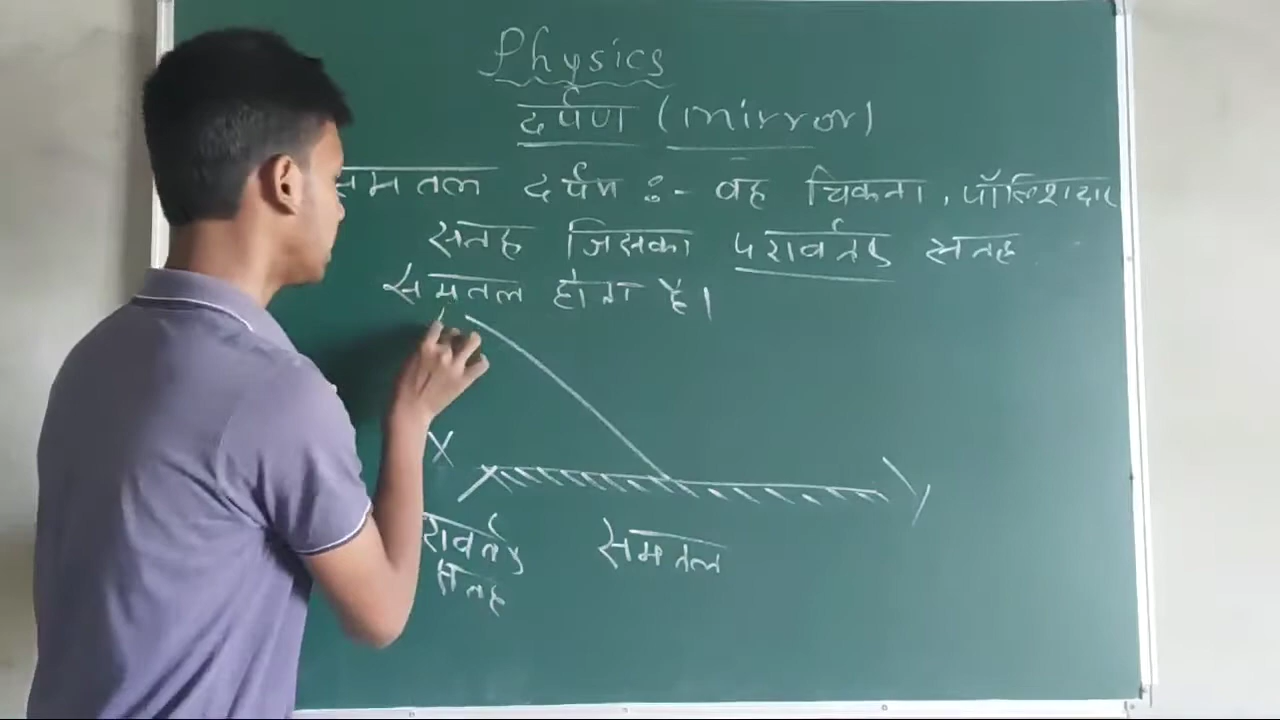 Physics
दर्पण (mirror)
समतल दर्पण :- वह चिकना, पॉलिशदार
सतह जिसका परावर्तक सतह
समतल होता है।
X
Y
रावर्तक
सतह
समतल